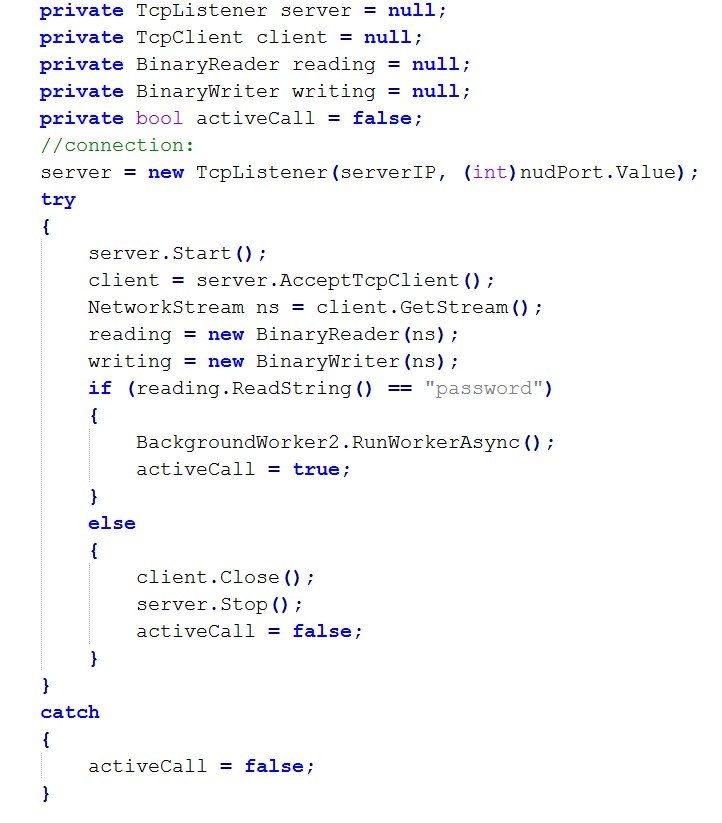 private TcpListener server = null;
private TcpClient client = null;
private BinaryReader reading = null;
private BinaryWriter writing = null;
private bool activeCall = false;
//connection:
server = new TcpListener(serverIP, (int)nudPort.Value);
try
{
    server.Start();
    client = server.AcceptTcpClient();
    NetworkStream ns = client.GetStream();
    reading = new BinaryReader(ns);
    writing = new BinaryWriter(ns);
    if (reading.ReadString() == "password")
    {
        BackgroundWorker2.RunWorkerAsync();
        activeCall = true;
    }
    else
    {
        client.Close();
        server.Stop();
        activeCall = false;
    }
}
catch
{
    activeCall = false;
}